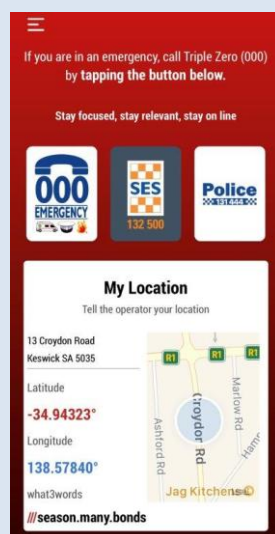 If you are in an emergency, call Triple Zero (000)
by tapping the button below.
Stay focused, stay relevant, stay on line
000
EMERGENCY
SES
132 500
Police
131 444
My Location
Tell the operator your location
13 Croydon Road
Keswick SA 5035
Latitude
-34.94323°
Longitude
138.57840°
what3words
///season.many.bonds
R1
R1
R1
Ashford Rd
Croydon Rd
Marlow Rd
Jag Kitchens